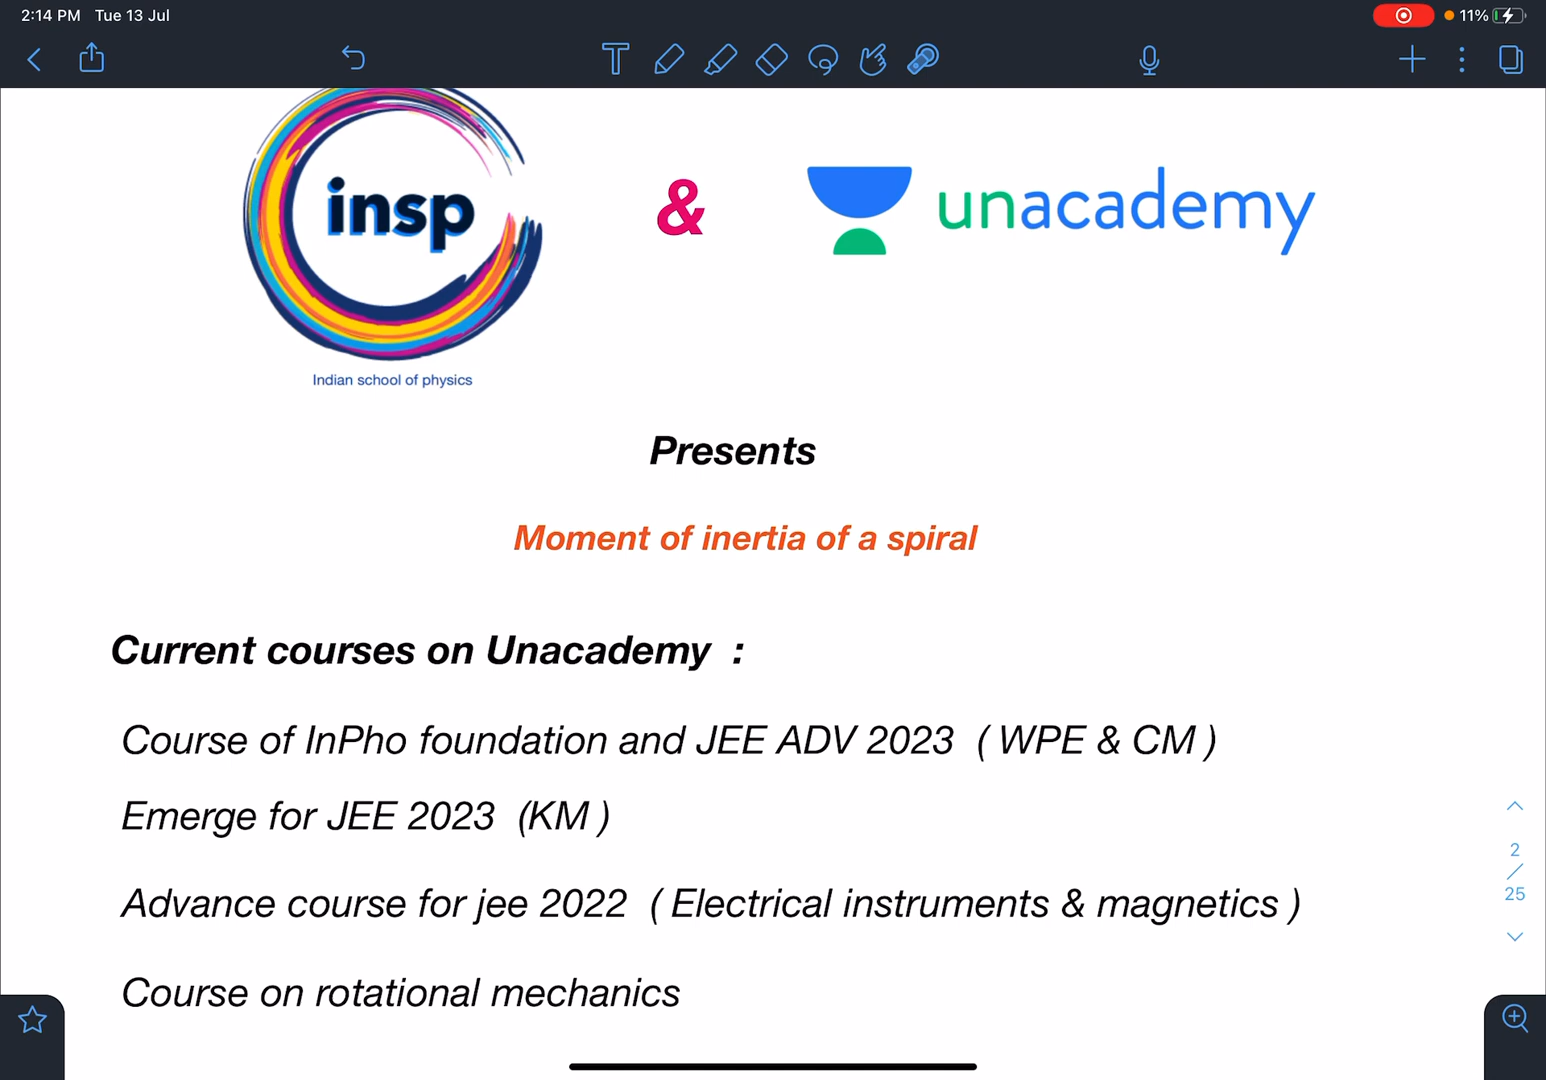 2:14 PM Tue 13 Jul
11%
insp
&
unacademy
Indian school of physics
Presents
Moment of inertia of a spiral
Current courses on Unacademy :
Course of InPho foundation and JEE ADV 2023 ( WPE & CM )
Emerge for JEE 2023 (KM )
Advance course for jee 2022 ( Electrical instruments & magnetics )
Course on rotational mechanics
2
/
25